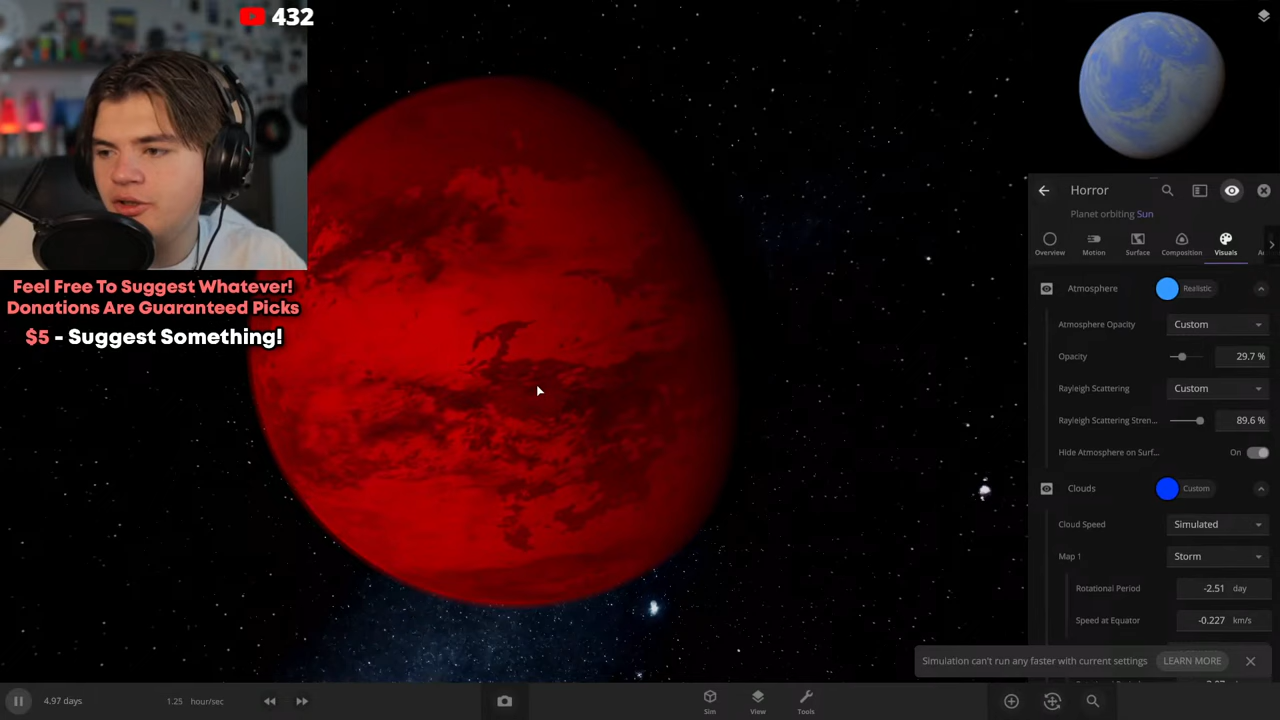 432
Feel Free To Suggest Whatever!
Donations Are Guaranteed Picks
$5 - Suggest Something!
Horror
Planet orbiting Sun
Overview Motion Surface Composition Visuals
Atmosphere Realistic
Atmosphere Opacity Custom
Opacity 29.7 %
Rayleigh Scattering Custom
Rayleigh Scattering Stren... 89.6 %
Hide Atmosphere on Surf... On
Clouds Custom
Cloud Speed Simulated
Map 1 Storm
Rotational Period -2.51 day
Speed at Equator -0.227 km/s
Simulation can't run any faster with current settings LEARN MORE
4.97 days 1.25 hour/sec
Sim View Tools